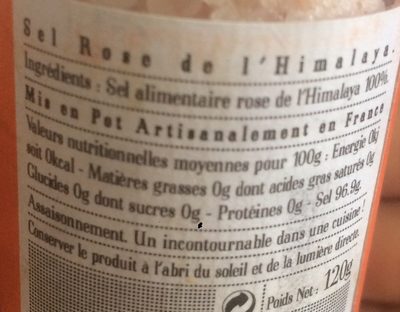 Sel Rose de l'Himalaya.
Ingrédients : Sel alimentaire rose de l'Himalaya 100%.
Mis en Pot Artisanalement en France
Valeurs nutritionnelles moyennes pour 100g : Energie 0kj
soit 0kcal - Matières grasses 0g dont acides gras saturés 0g
Glucides 0g dont sucres 0g - Protéines 0g - Sel 96.9g.
Assaisonnement. Un incontournable dans une cuisine !
Conserver le produit à l'abri du soleil et de la lumière directe.
Poids Net : 120g